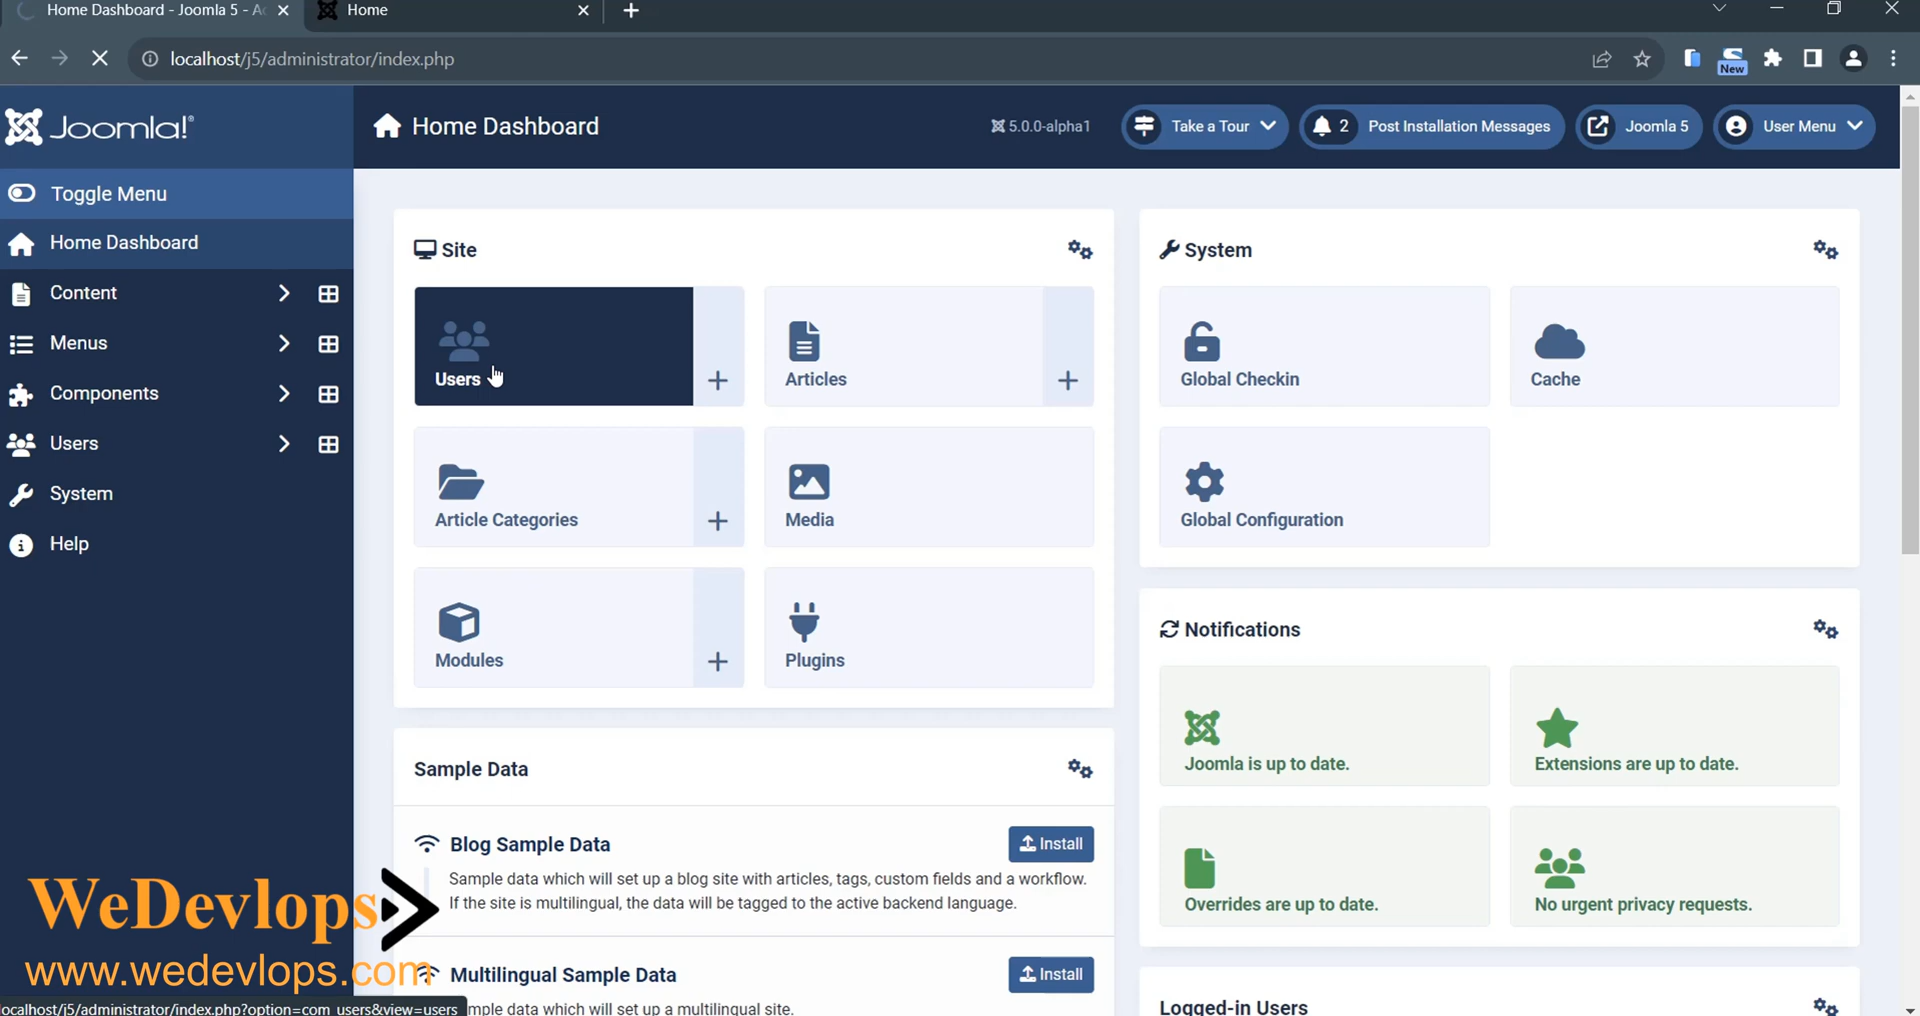 Home Dashboard - Joomla 5 - A
Home
localhost/j5/administrator/index.php
New
Joomla!®
Home Dashboard
5.0.0-alpha1
Take a Tour
2 Post Installation Messages
Joomla 5
User Menu
Toggle Menu
Home Dashboard
Content
Menus
Components
Users
System
Help
Site
Users
Articles
Article Categories
Media
Modules
Plugins
System
Global Checkin
Cache
Global Configuration
Notifications
Joomla is up to date.
Extensions are up to date.
Overrides are up to date.
No urgent privacy requests.
Sample Data
Blog Sample Data
Install
Sample data which will set up a blog site with articles, tags, custom fields and a workflow.
If the site is multilingual, the data will be tagged to the active backend language.
Multilingual Sample Data
Install
mple data which will set up a multilingual site.
Logged-in Users
WeDevlops
www.wedevlops.com
localhost/j5/administrator/index.php?option=com_users&view=users